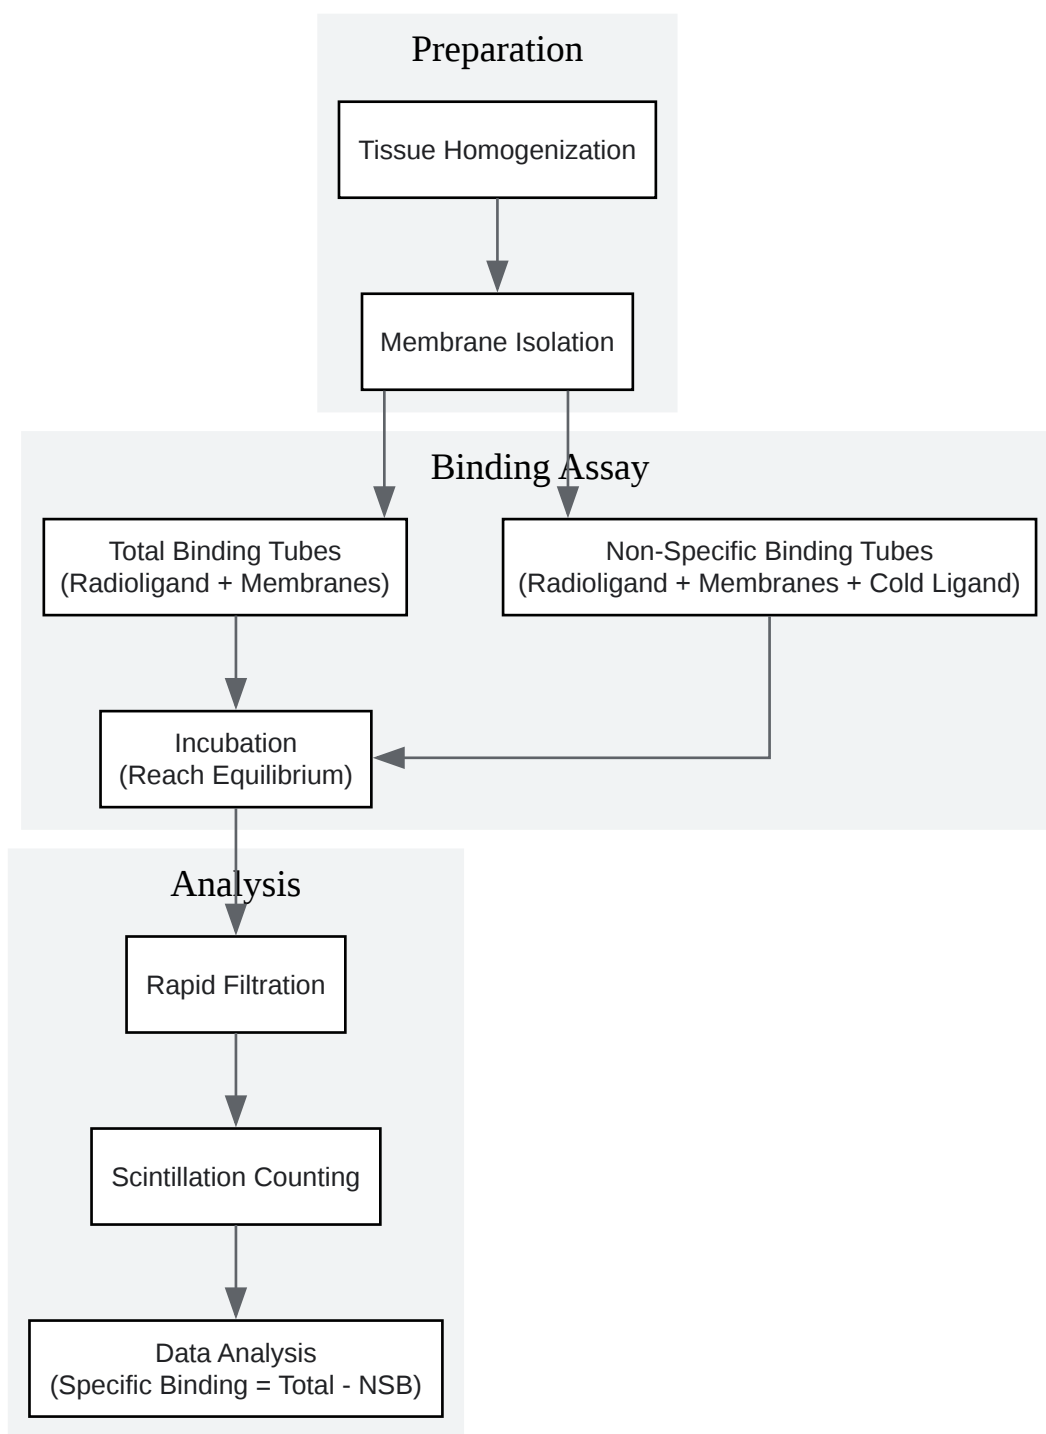 Preparation
Tissue Homogenization
Membrane Isolation
Binding Assay
Total Binding Tubes
(Radioligand + Membranes)
Non-Specific Binding Tubes
(Radioligand + Membranes + Cold Ligand)
Incubation
(Reach Equilibrium)
Analysis
Rapid Filtration
Scintillation Counting
Data Analysis
(Specific Binding = Total - NSB)